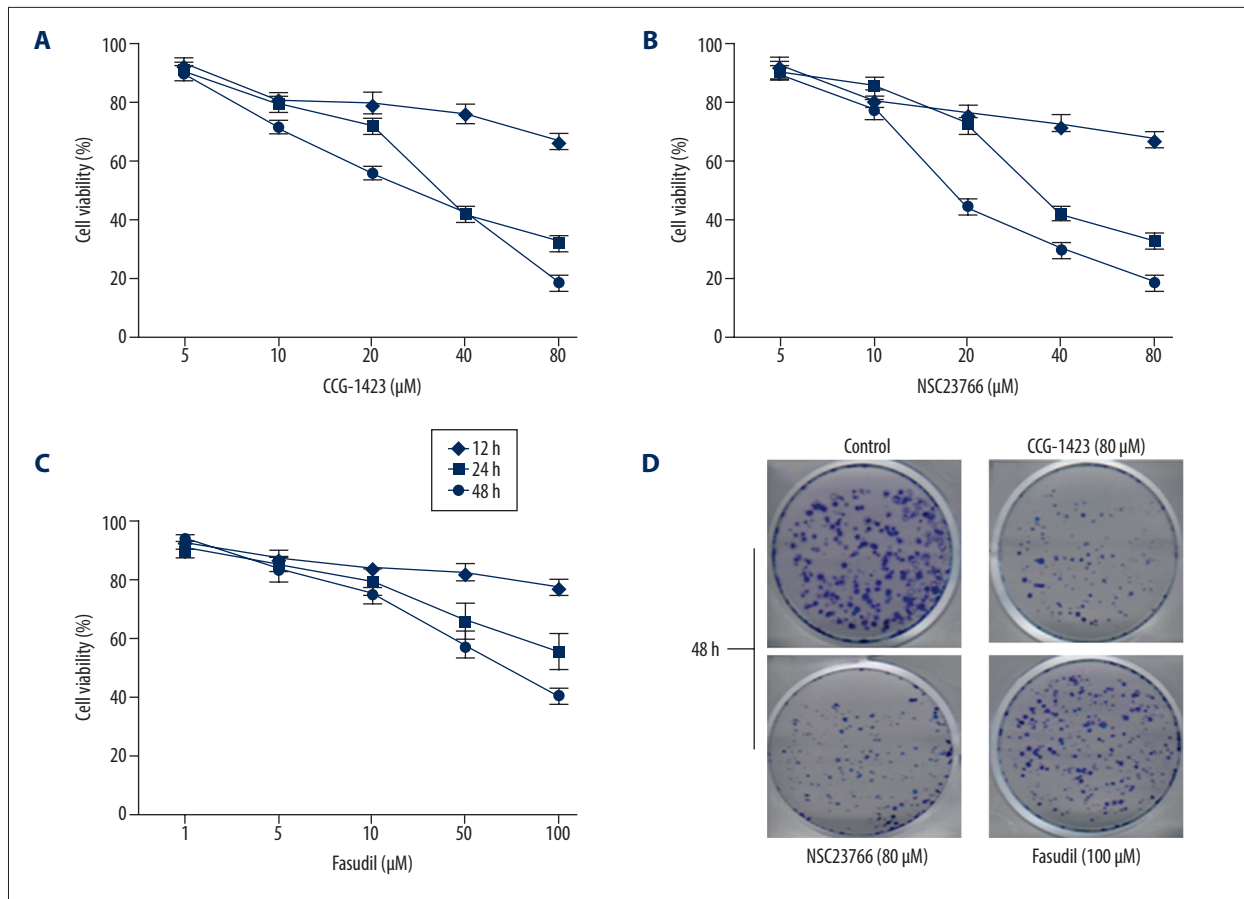 A
100
80
60
40
20
0
Cell viability (%)
5 10 20 40 80
CCG-1423 (µM)
B
100
80
60
40
20
0
Cell viability (%)
5 10 20 40 80
NSC23766 (µM)
C
12 h
24 h
48 h
100
80
60
40
20
0
Cell viability (%)
1 5 10 50 100
Fasudil (µM)
D
Control
CCG-1423 (80 µM)
48 h
NSC23766 (80 µM)
Fasudil (100 µM)